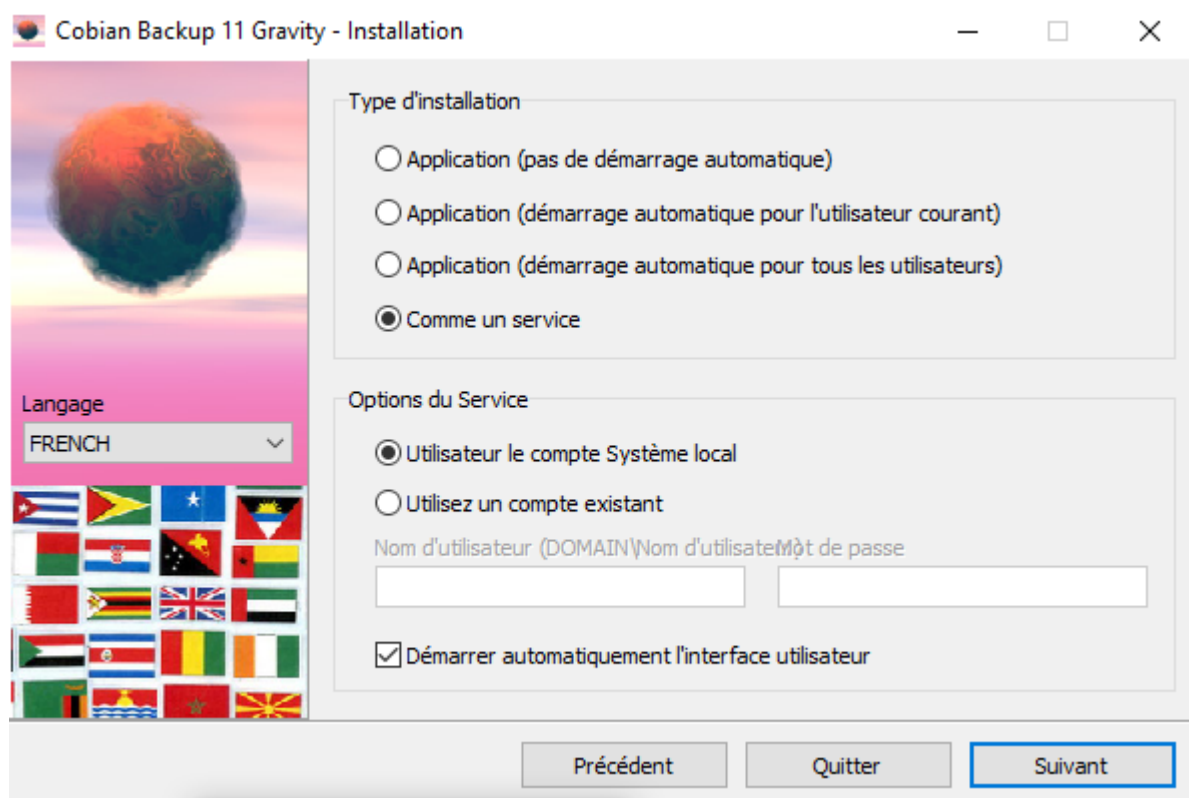 Cobian Backup 11 Gravity - Installation
Type d'installation
Application (pas de démarrage automatique)
Application (démarrage automatique pour l'utilisateur courant)
Application (démarrage automatique pour tous les utilisateurs)
Comme un service
Langage
FRENCH
Options du Service
Utilisateur le compte Système local
Utilisez un compte existant
Nom d'utilisateur (DOMAIN\Nom d'utilisate
Mot de passe
Démarrer automatiquement l'interface utilisateur
Précédent
Quitter
Suivant